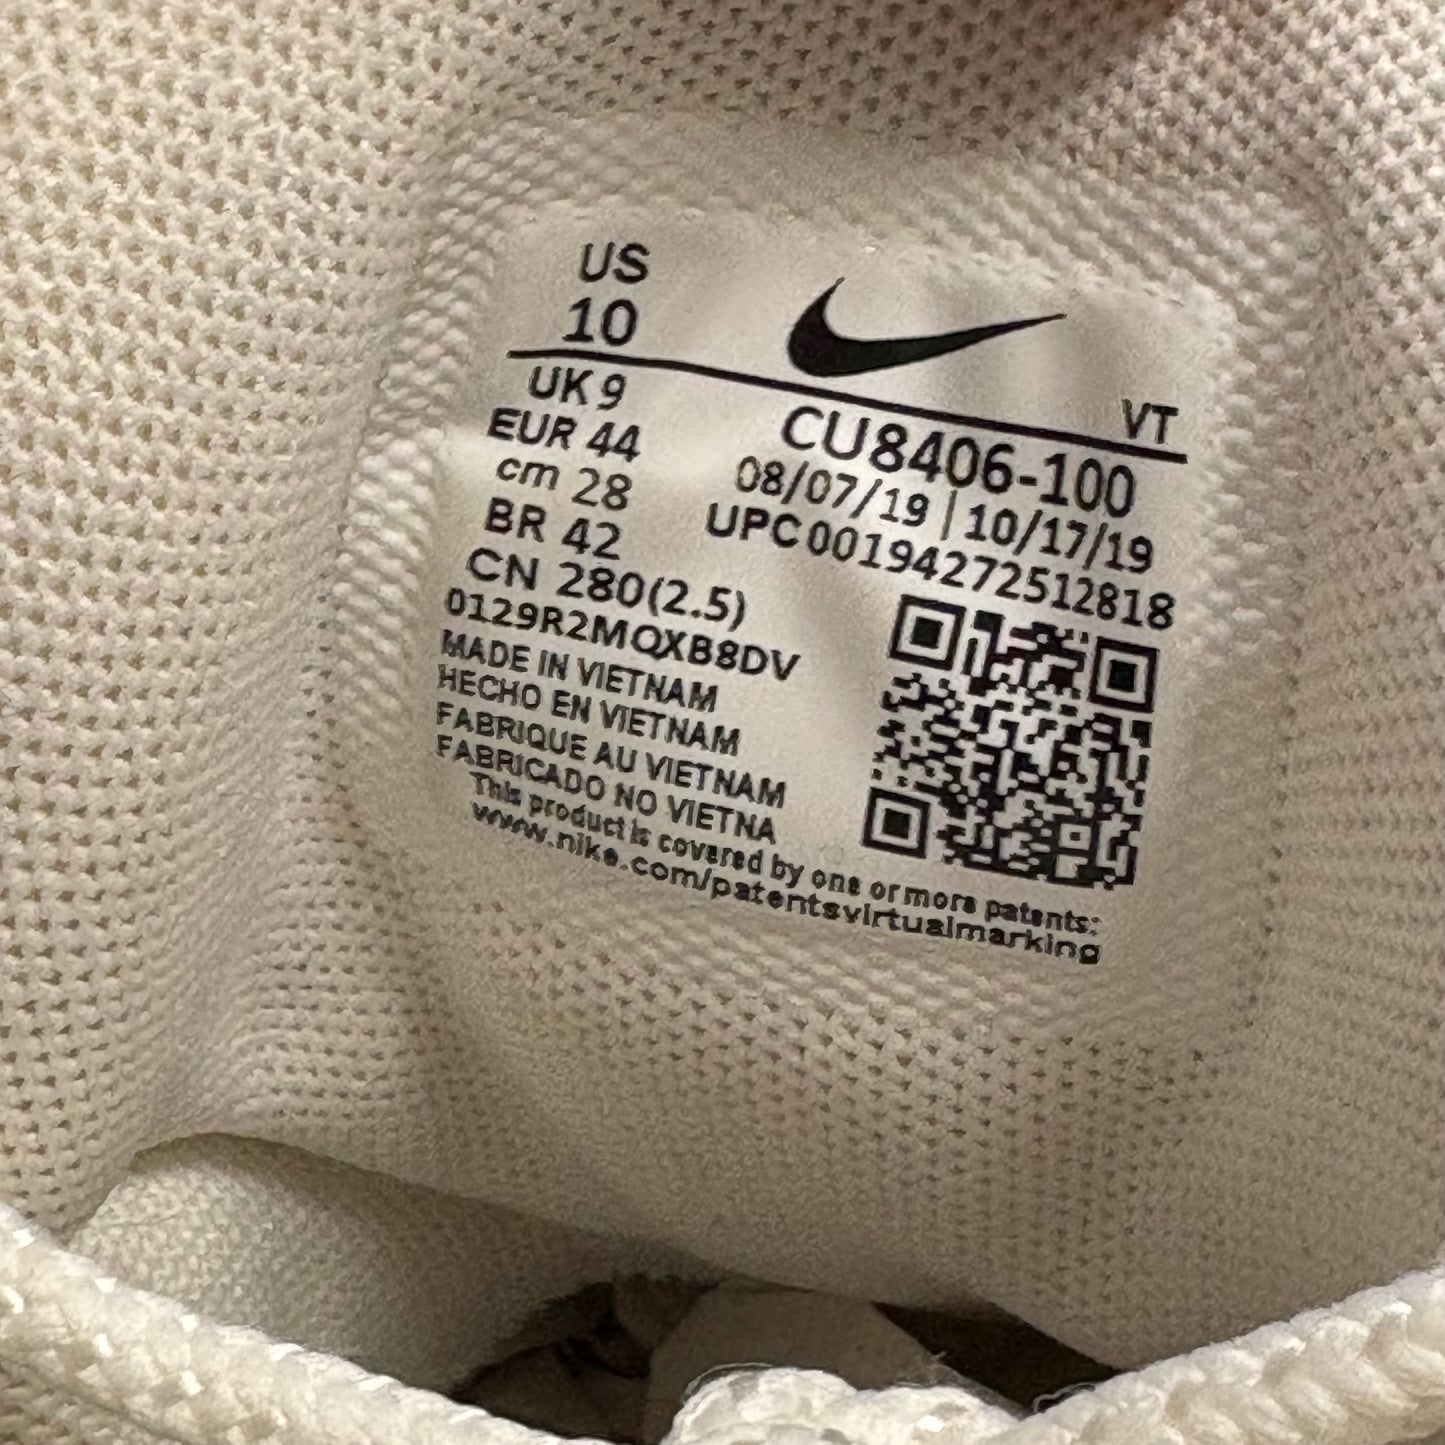 US
10
VT
UK 9
EUR 44
cm 28
BR 42
CN 280(2.5)
CU8406-100
08/07/19 | 10/17/19
UPC00194272512818
0129R2MQXB8DV
MADE IN VIETNAM
HECHO EN VIETNAM
FABRIQUE AU VIETNAM
FABRICADO NO VIETNA
This product is covered by one or more patents:
www.nike.com/patentsvirtualmarking